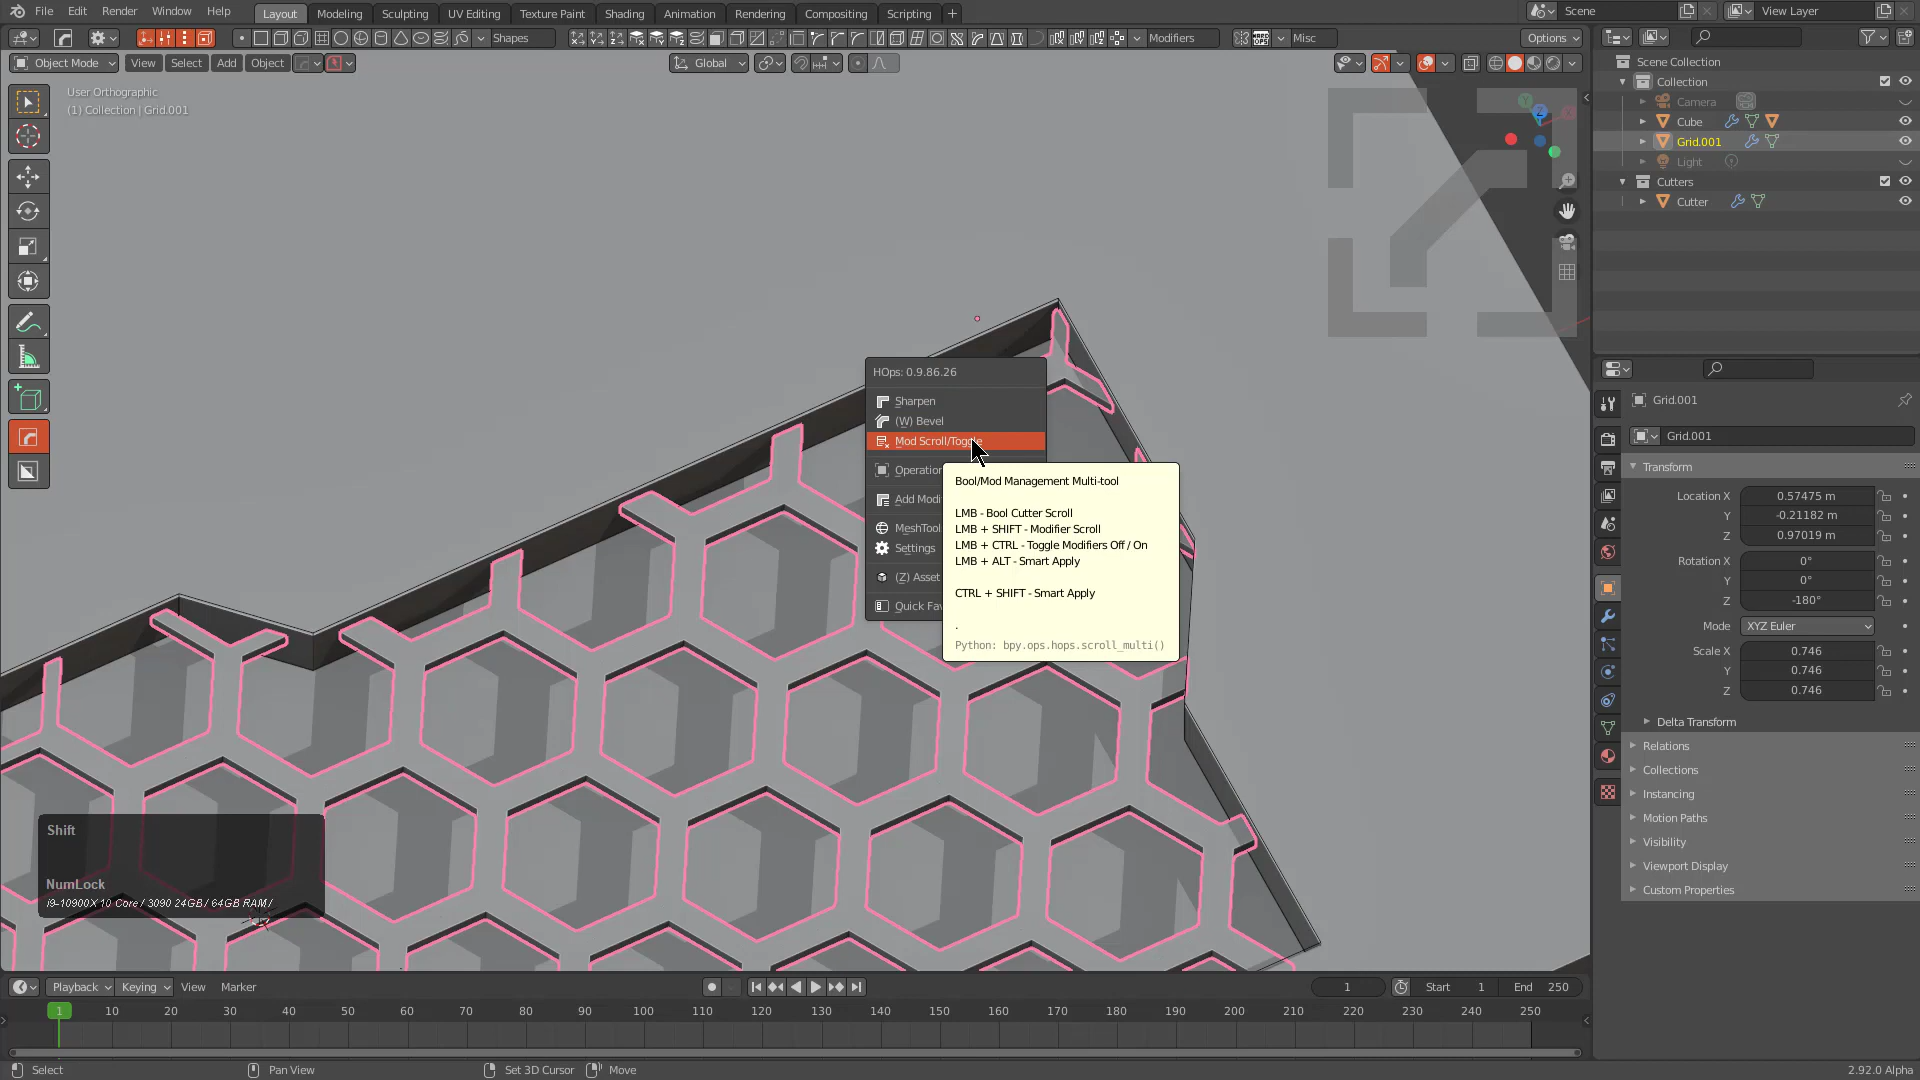 File Edit Render Window Help Layout Modeling Sculpting UV Editing Texture Paint Shading Animation Rendering Compositing Scripting + Scene View Layer
Shapes Modifiers Misc Options
Object Mode View Select Add Object Global
User Orthographic
(1) Collection | Grid.001
HOps: 0.9.86.26
Sharpen
(W) Bevel
Mod Scroll/Toggle
Operation
Add Modi
MeshTool
Settings
(Z) Asset
Quick Fav
Bool/Mod Management Multi-tool
LMB - Bool Cutter Scroll
LMB + SHIFT - Modifier Scroll
LMB + CTRL - Toggle Modifiers Off / On
LMB + ALT - Smart Apply
CTRL + SHIFT - Smart Apply
.
Python: bpy.ops.hops.scroll_multi()
Shift
NumLock
i9-10900X 10 Core / 3090 24GB / 64GB RAM /
Scene Collection
Collection
Camera
Cube
Grid.001
Light
Cutters
Cutter
Grid.001
Grid.001
Transform
Location X 0.57475 m
Y -0.21182 m
Z 0.97019 m
Rotation X 0°
Y 0°
Z -180°
Mode XYZ Euler
Scale X 0.746
Y 0.746
Z 0.746
Delta Transform
Relations
Collections
Instancing
Motion Paths
Visibility
Viewport Display
Custom Properties
Playback Keying View Marker 1 Start 1 End 250
1 10 20 30 40 50 60 70 80 90 100 110 120 130 140 150 160 170 180 190 200 210 220 230 240 250
Select Pan View Set 3D Cursor Move 2.92.0 Alpha